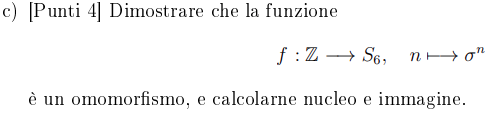 c) [Punti 4] Dimostrare che la funzione
f : ℤ ⟶ S₆, n ⟼ σⁿ
è un omomorfismo, e calcolarne nucleo e immagine.